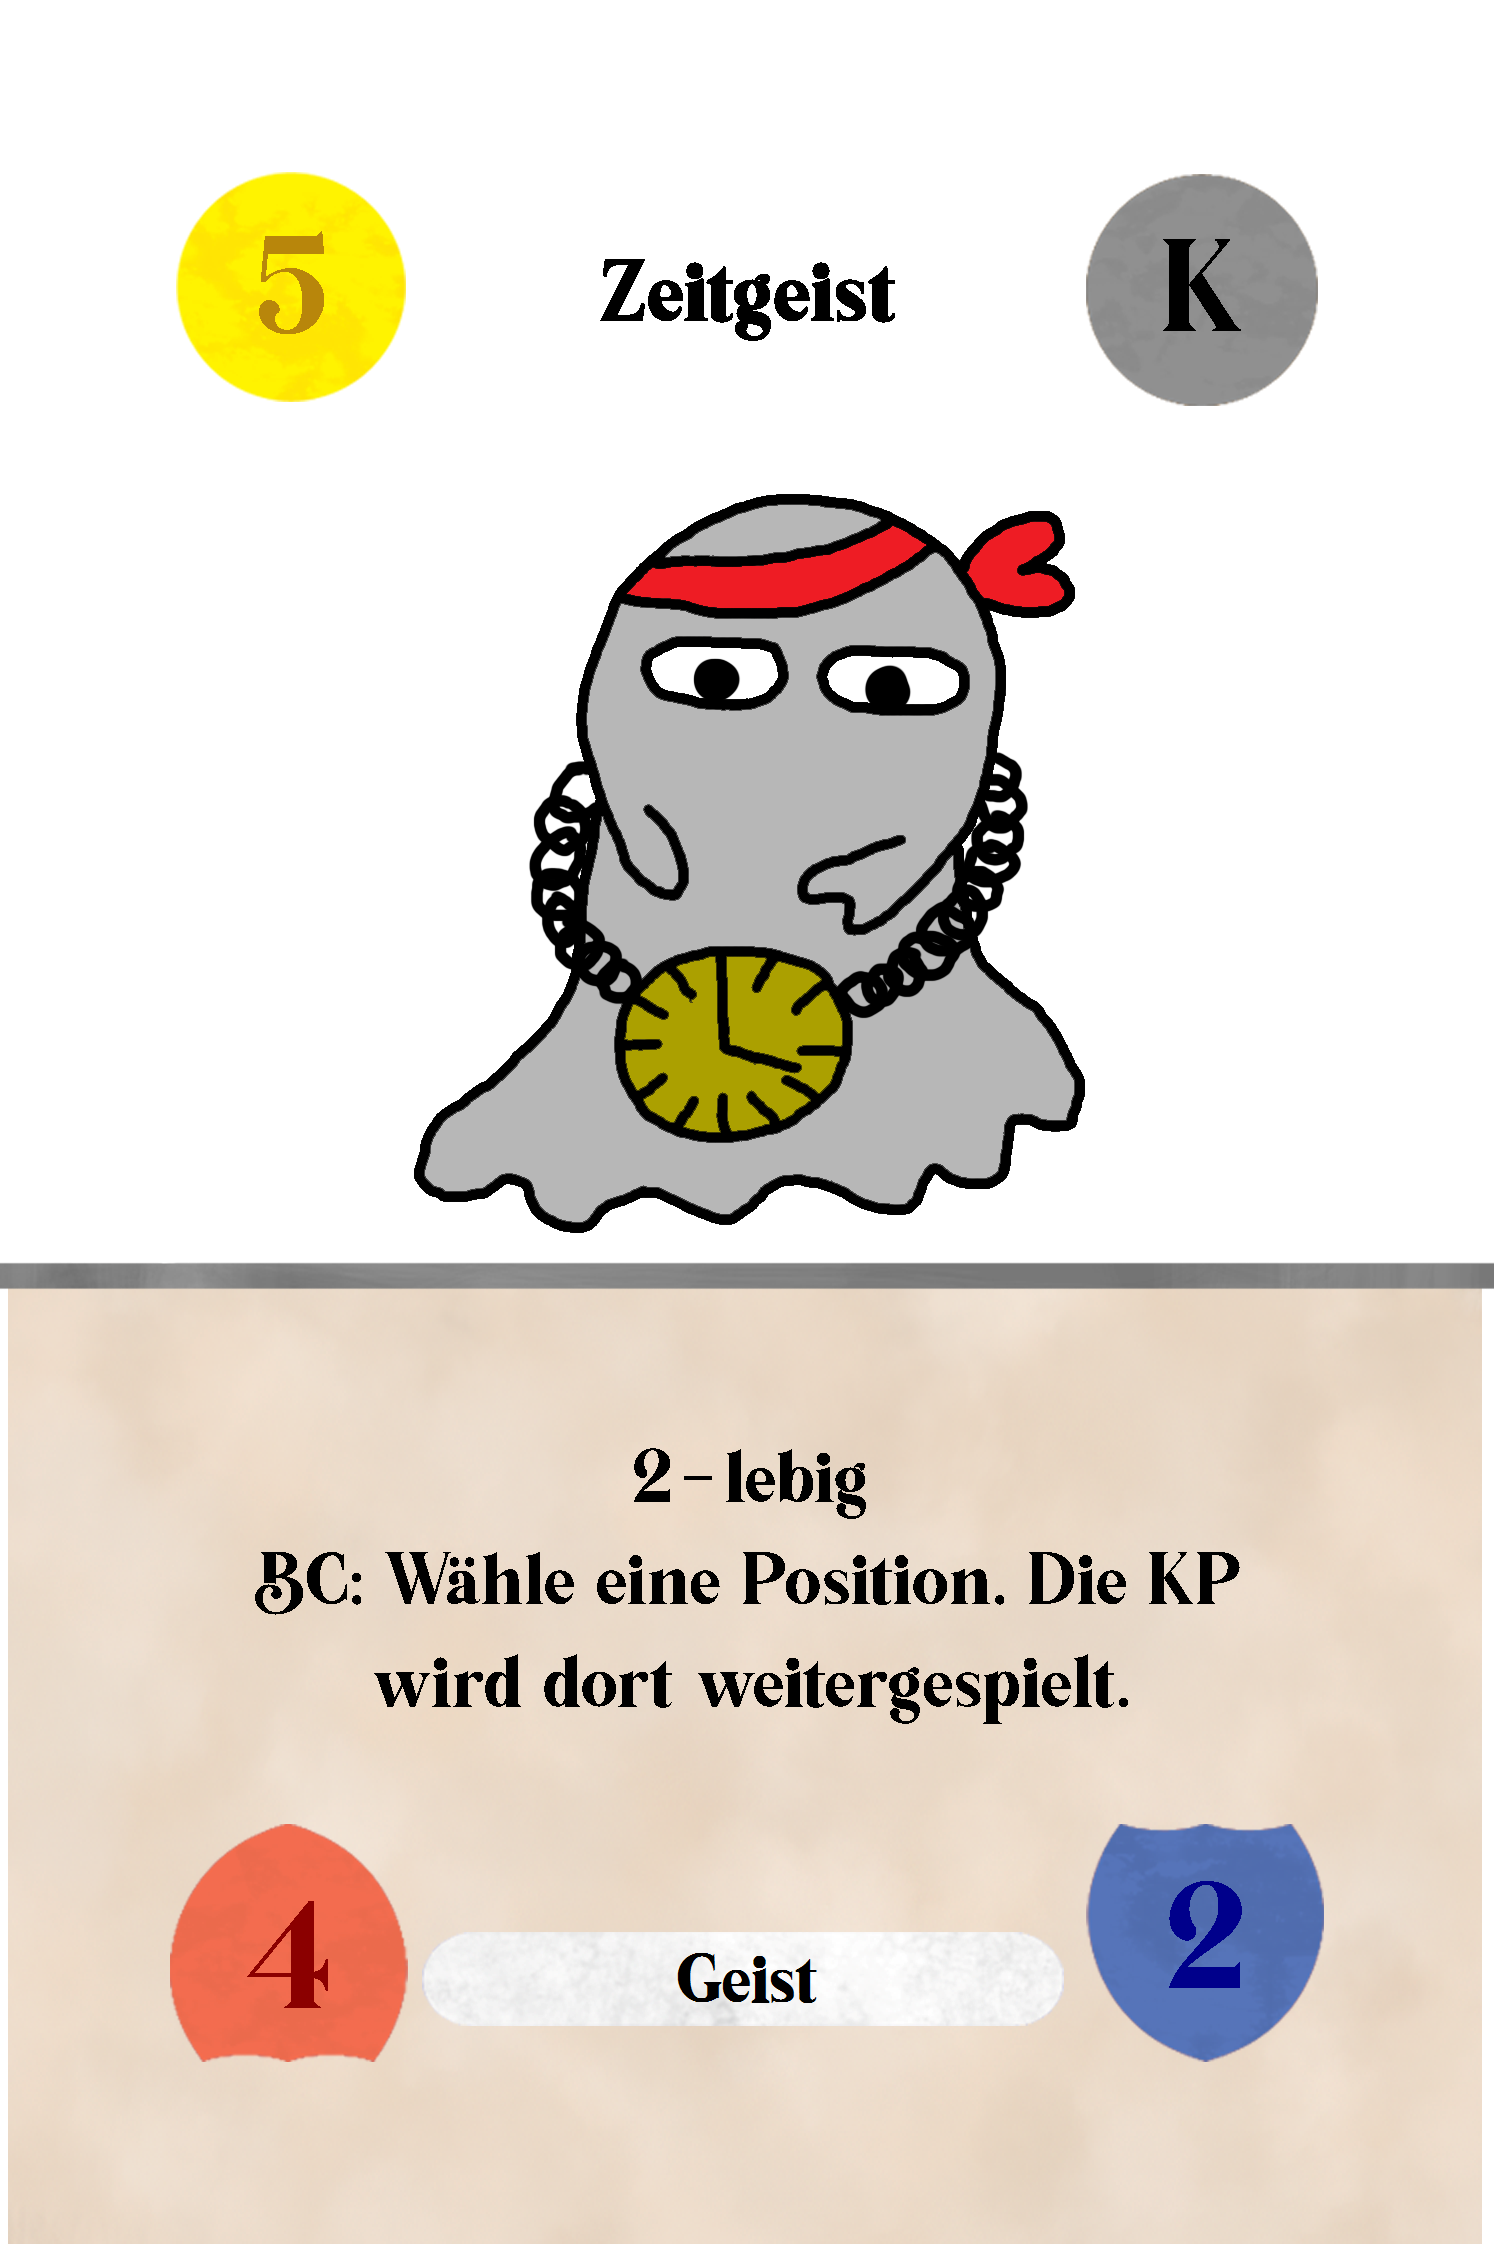 5 Zeitgeist K
2-lebig
BC: Wähle eine Position. Die KP
wird dort weitergespielt.
4 Geist 2